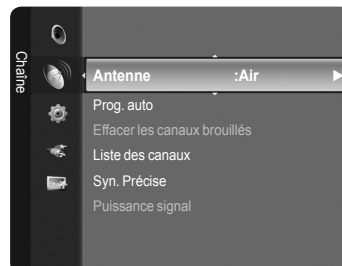 Chaîne
Antenne :Air
Prog. auto
Effacer les canaux brouillés
Liste des canaux
Syn. Précise
Puissance signal